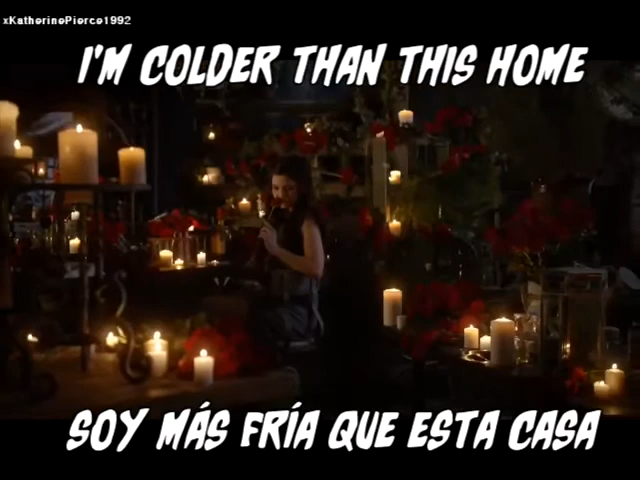 xKatherinePierce1992
I'M COLDER THAN THIS HOME
SOY MÁS FRÍA QUE ESTA CASA